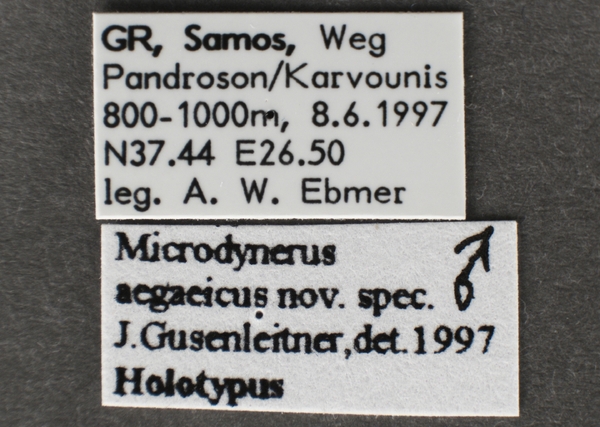 GR, Samos, Weg
Pandroson/Karvounis
800-1000m, 8.6.1997
N37.44 E26.50
leg. A. W. Ebmer
Microdynerus
aegaeicus nov. spec. ♂
J.Gusenleitner,det.1997
Holotypus